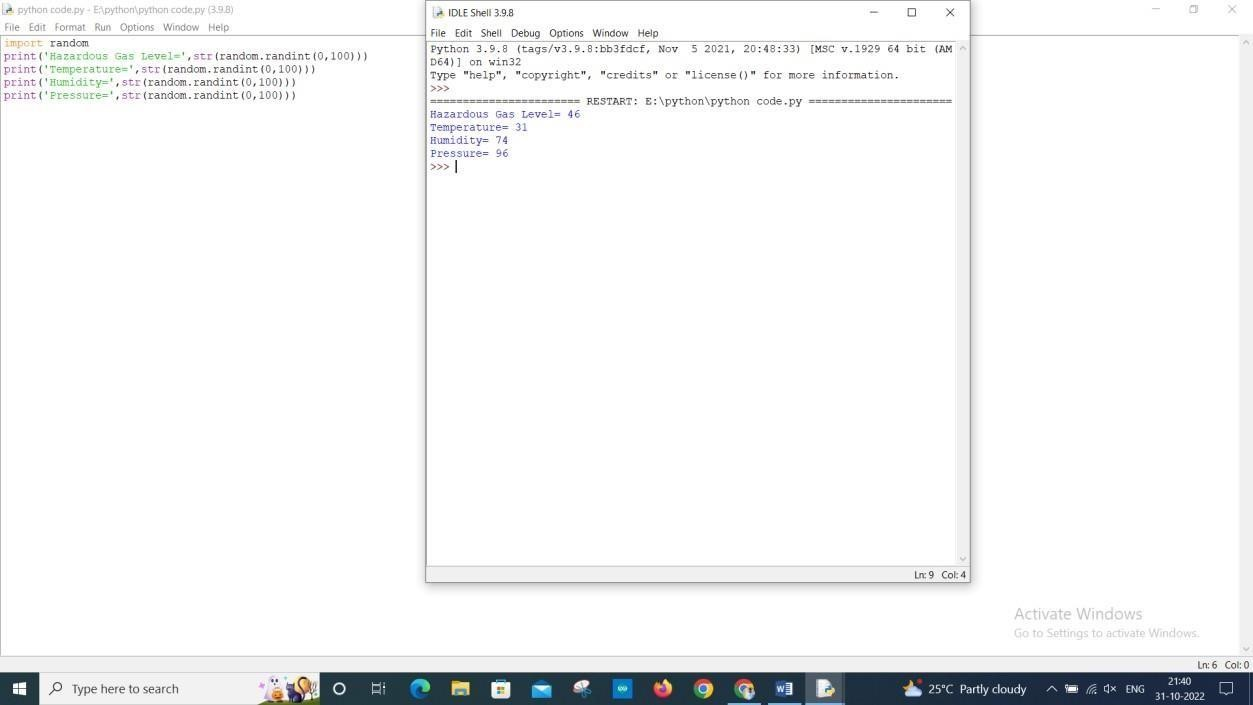 python code.py - E:\python\python code.py (3.9.8)
File Edit Format Run Options Window Help
import random
print('Hazardous Gas Level=',str(random.randint(0,100)))
print('Temperature=',str(random.randint(0,100)))
print('Humidity=',str(random.randint(0,100)))
print('Pressure=',str(random.randint(0,100)))
IDLE Shell 3.9.8
File Edit Shell Debug Options Window Help
Python 3.9.8 (tags/v3.9.8:bb3fdcf, Nov  5 2021, 20:48:33) [MSC v.1929 64 bit (AM
D64)] on win32
Type "help", "copyright", "credits" or "license()" for more information.
>>>
======================= RESTART: E:\python\python code.py ======================
Hazardous Gas Level= 46
Temperature= 31
Humidity= 74
Pressure= 96
>>>
Ln: 9 Col: 4
Activate Windows
Go to Settings to activate Windows.
Ln: 6 Col: 0
Type here to search
25°C Partly cloudy
ENG
21:40
31-10-2022